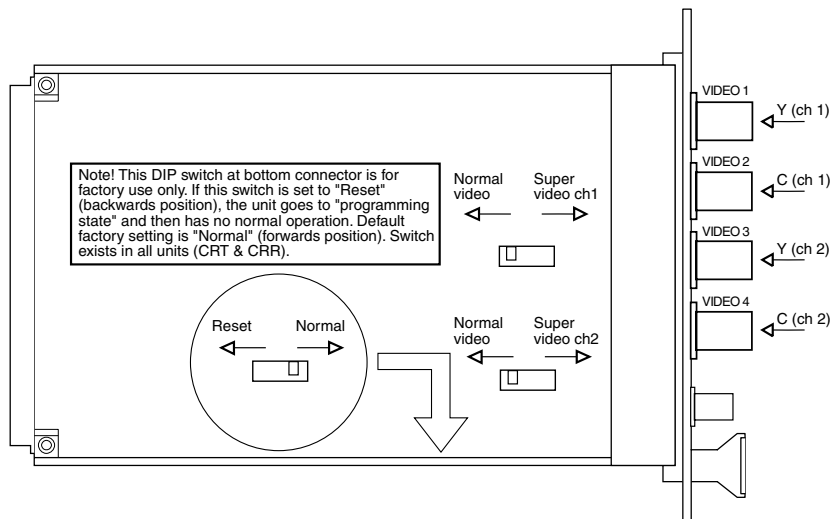 VIDEO 1
Y (ch 1)
VIDEO 2
C (ch 1)
VIDEO 3
Y (ch 2)
VIDEO 4
C (ch 2)
Note! This DIP switch at bottom connector is for
factory use only. If this switch is set to "Reset"
(backwards position), the unit goes to "programming
state" and then has no normal operation. Default
factory setting is "Normal" (forwards position). Switch
exists in all units (CRT & CRR).
Normal
video
Super
video ch1
Reset
Normal
Normal
video
Super
video ch2